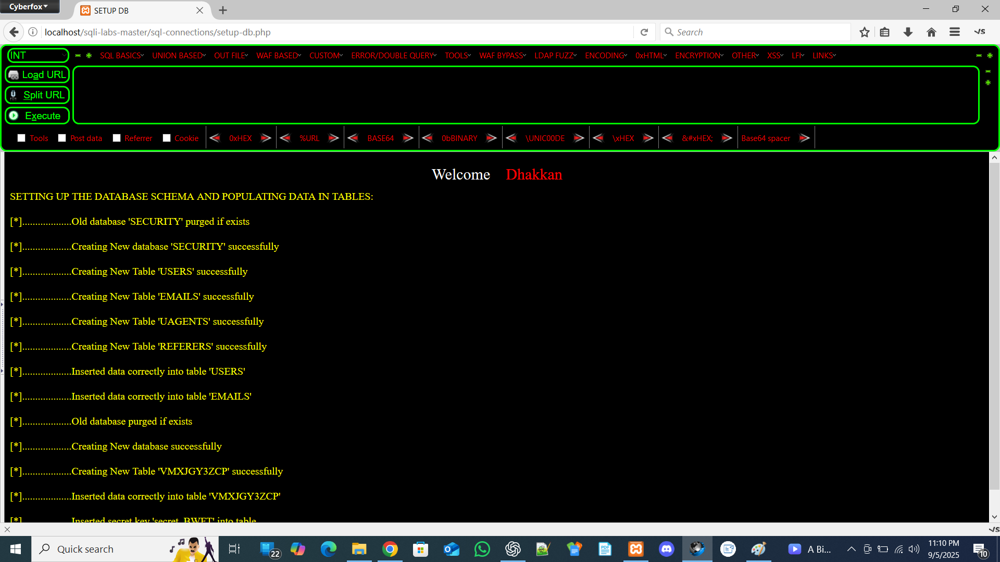 Cyberfox
SETUP DB
localhost/sqli-labs-master/sql-connections/setup-db.php
Search
INT
SQL BASICS UNION BASED OUT FILE WAF BASED CUSTOM ERROR/DOUBLE QUERY TOOLS WAF BYPASS LDAP FUZZ ENCODING 0xHTML ENCRYPTION OTHER XSS LFI LINKS
Load URL
Split URL
Execute
Tools Post data Referrer Cookie 0xHEX %URL BASE64 0bBINARY \UNIC00DE \xHEX &#xHEX; Base64 spacer
Welcome Dhakkan
SETTING UP THE DATABASE SCHEMA AND POPULATING DATA IN TABLES:
[*]...................Old database 'SECURITY' purged if exists
[*]...................Creating New database 'SECURITY' successfully
[*]...................Creating New Table 'USERS' successfully
[*]...................Creating New Table 'EMAILS' successfully
[*]...................Creating New Table 'UAGENTS' successfully
[*]...................Creating New Table 'REFERERS' successfully
[*]...................Inserted data correctly into table 'USERS'
[*]...................Inserted data correctly into table 'EMAILS'
[*]...................Old database purged if exists
[*]...................Creating New database successfully
[*]...................Creating New Table 'VMXJGY3ZCP' successfully
[*]...................Inserted data correctly into table 'VMXJGY3ZCP'
[*]...................Inserted secret key 'secret_BWFT' into table
Quick search
22
PDF
A Bi...
11:10 PM
9/5/2025
10